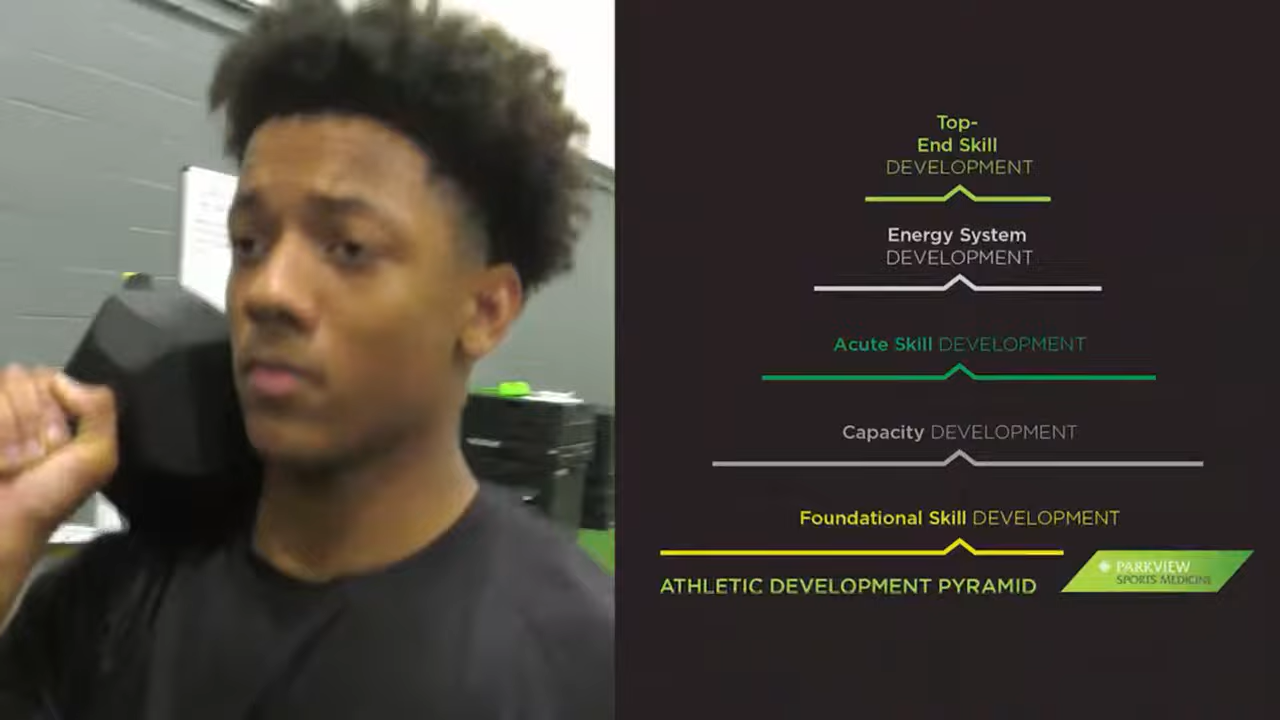 Top-
End Skill
DEVELOPMENT
Energy System
DEVELOPMENT
Acute Skill DEVELOPMENT
Capacity DEVELOPMENT
Foundational Skill DEVELOPMENT
ATHLETIC DEVELOPMENT PYRAMID
PARKVIEW
SPORTS MEDICINE